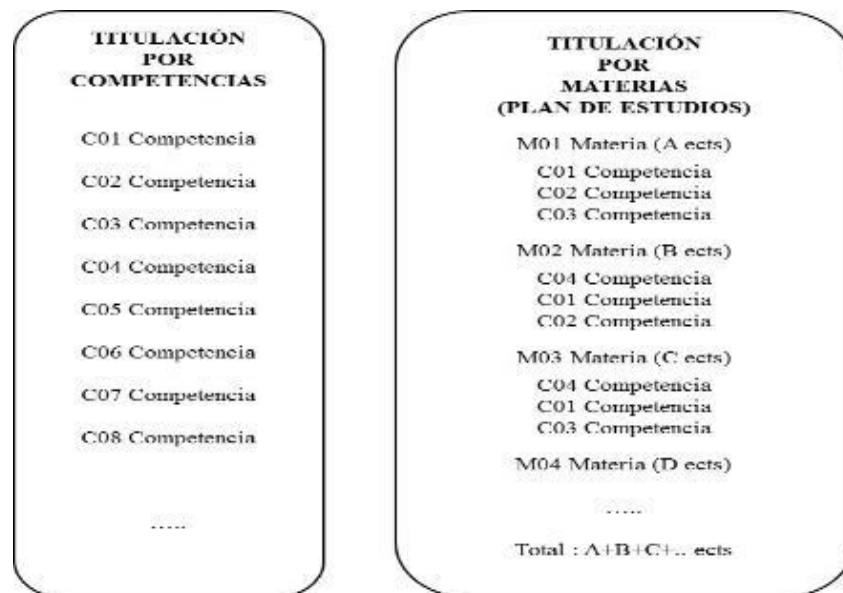 TITULACIÓN
POR
COMPETENCIAS
C01 Competencia
C02 Competencia
C03 Competencia
C04 Competencia
C05 Competencia
C06 Competencia
C07 Competencia
C08 Competencia
.....
TITULACIÓN
POR
MATERIAS
(PLAN DE ESTUDIOS)
M01 Materia (A ects)
C01 Competencia
C02 Competencia
C03 Competencia
M02 Materia (B ects)
C04 Competencia
C01 Competencia
C02 Competencia
M03 Materia (C ects)
C04 Competencia
C01 Competencia
C03 Competencia
M04 Materia (D ects)
.....
Total : A+B+C+.. ects